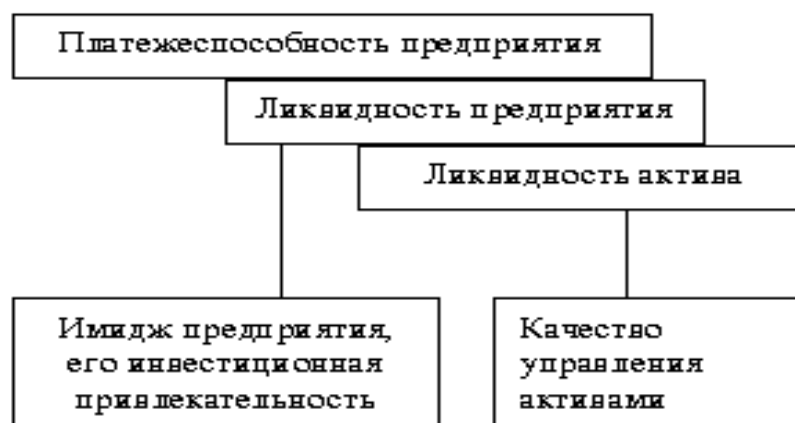 Платежеспособность предприятия
Ликвидность предприятия
Ликвидность актива
Имидж предприятия,
его инвестиционная
привлекательность
Качество
управления
активами